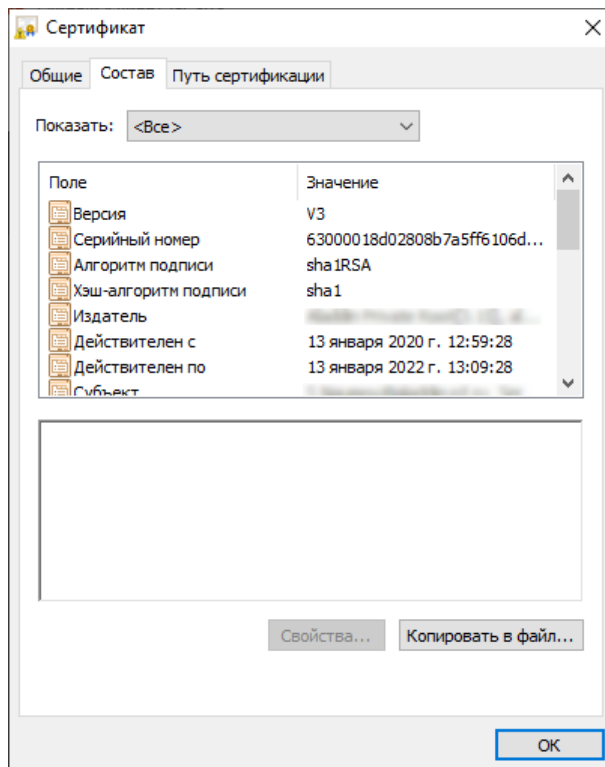 Сертификат
Общие Состав Путь сертификации
Показать: <Все>
Поле Значение
Версия V3
Серийный номер 63000018d02808b7a5ff6106d...
Алгоритм подписи sha1RSA
Хэш-алгоритм подписи sha1
Издатель
Действителен с 13 января 2020 г. 12:59:28
Действителен по 13 января 2022 г. 13:09:28
Субъект
Свойства... Копировать в файл...
ОК